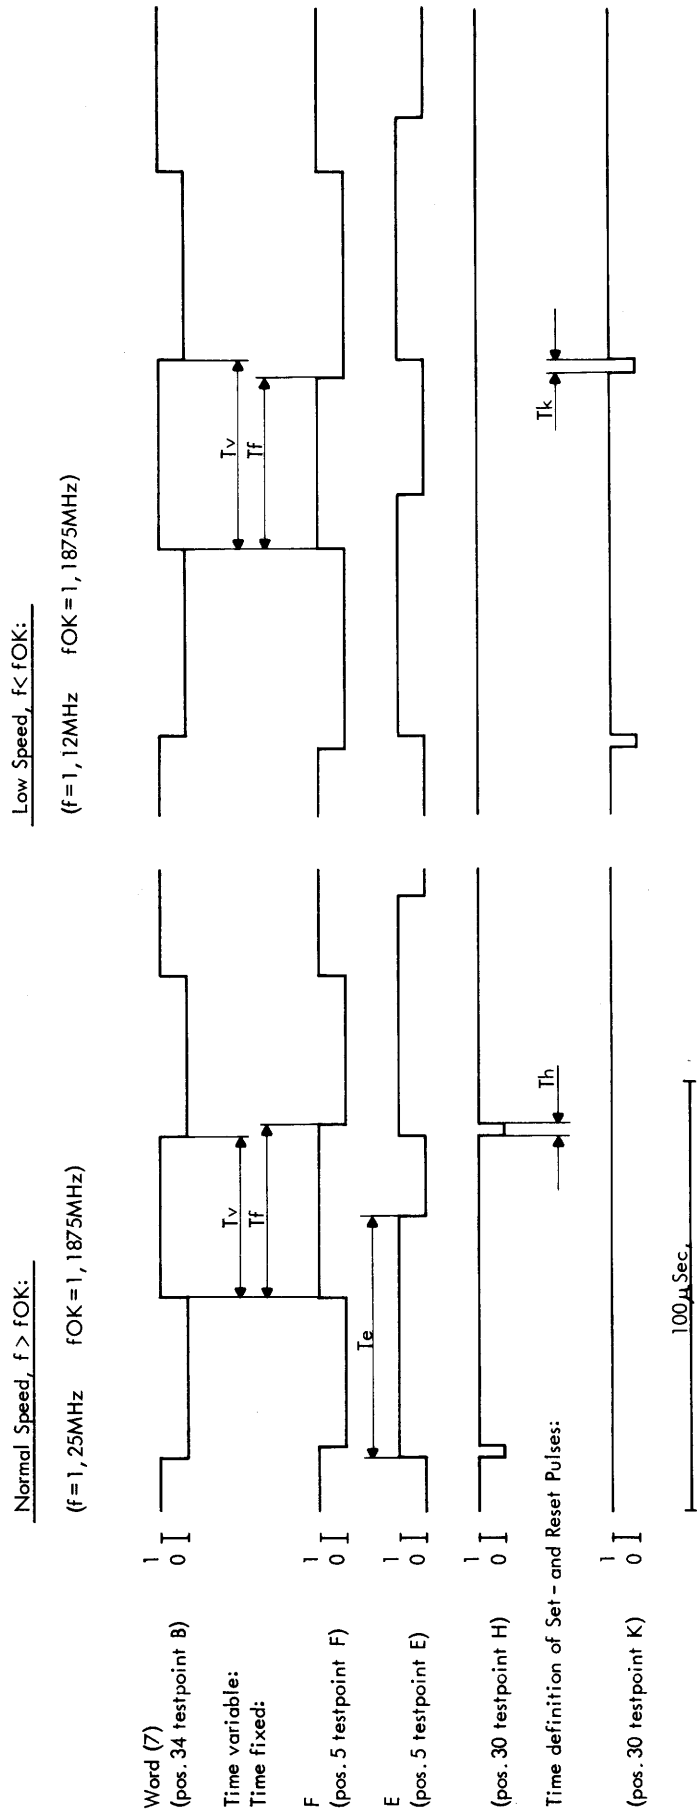 Normal Speed, f > fOK:
(f=1,25MHz fOK=1,1875MHz)
Low Speed, f< fOK:
(f=1,12MHz fOK=1,1875MHz)
Word (7)
(pos. 34 testpoint B)
1
0
Time variable:
Tv
Tv
Time fixed:
Tf
Tf
F
(pos. 5 testpoint F)
1
0
Te
E
(pos. 5 testpoint E)
1
0
(pos. 30 testpoint H)
1
0
Time definition of Set- and Reset Pulses:
Th
Tk
(pos. 30 testpoint K)
1
0
100µSec,